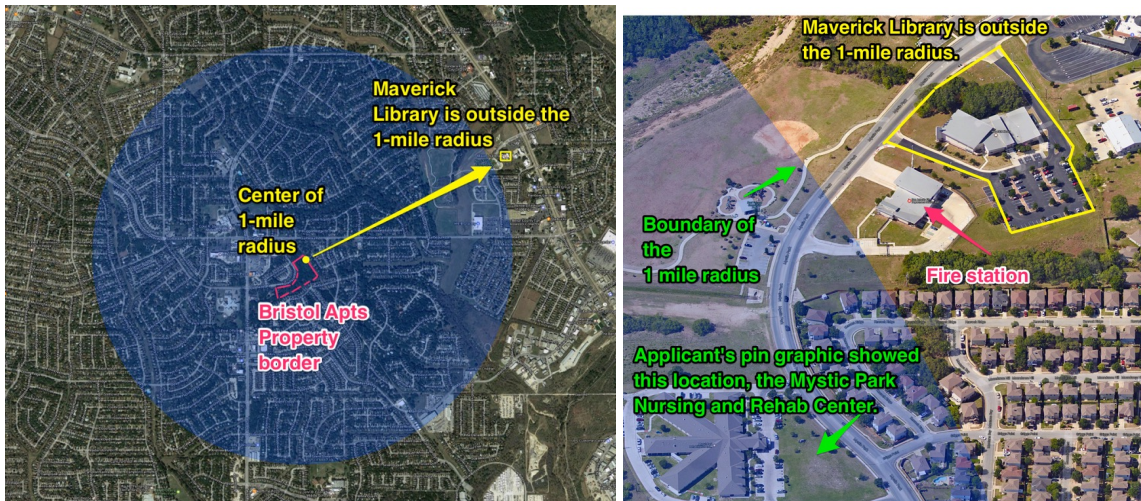 Maverick
Library is outside the
1-mile radius
Center of
1-mile
radius
Bristol Apts
Property
border
Maverick Library is outside
the 1-mile radius.
Boundary of
the
1 mile radius
Fire station
Applicant's pin graphic showed
this location, the Mystic Park
Nursing and Rehab Center.